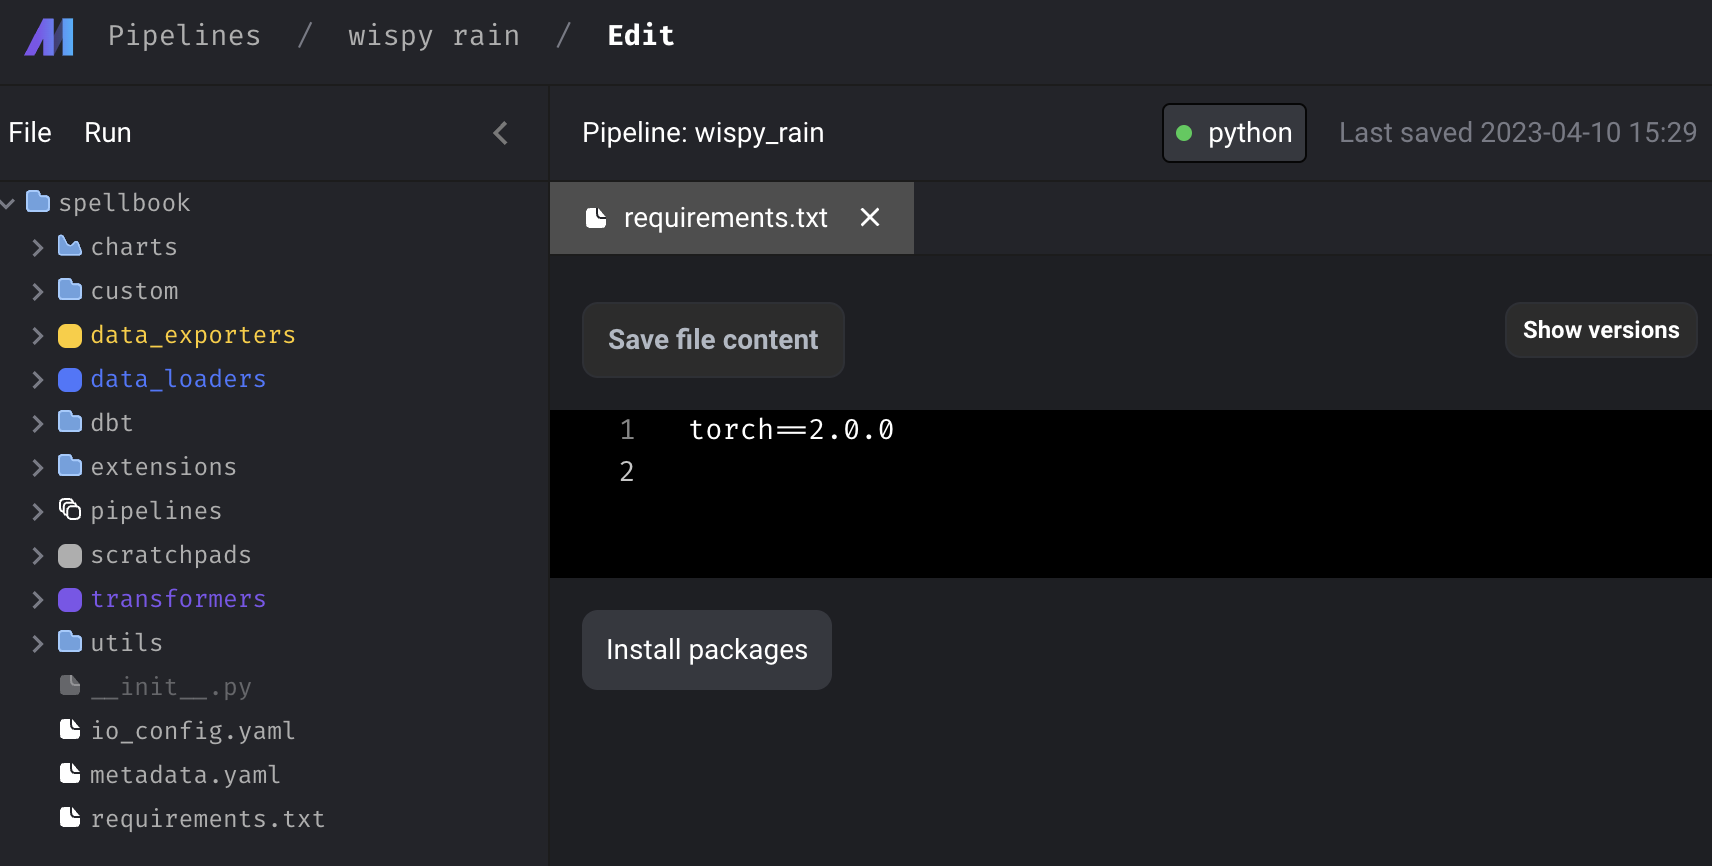 Pipelines / wispy rain / Edit
File Run
Pipeline: wispy_rain
python
Last saved 2023-04-10 15:29
spellbook
charts
custom
data_exporters
data_loaders
dbt
extensions
pipelines
scratchpads
transformers
utils
__init__.py
io_config.yaml
metadata.yaml
requirements.txt
requirements.txt
Save file content
Show versions
1 torch==2.0.0
2
Install packages